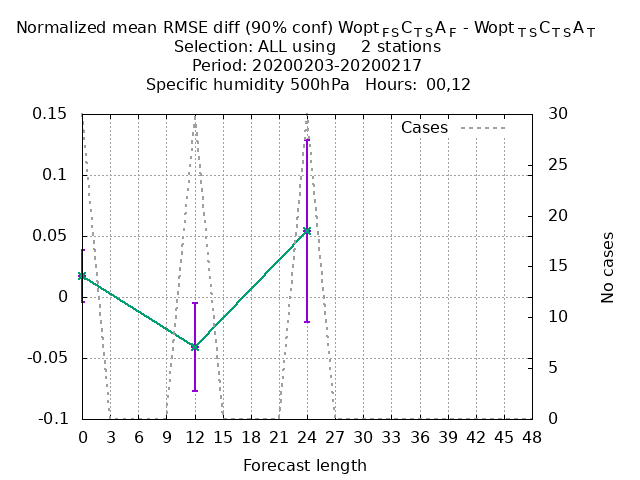 Normalized mean RMSE diff (90% conf) Wopt FS C TS A F - Wopt TS C TS A T
Selection: ALL using     2 stations
Period: 20200203-20200217
Specific humidity 500hPa   Hours: 00,12
Cases
0.15
0.1
0.05
0
-0.05
-0.1
30
25
20
15
10
5
0
No cases
0 3 6 9 12 15 18 21 24 27 30 33 36 39 42 45 48
Forecast length